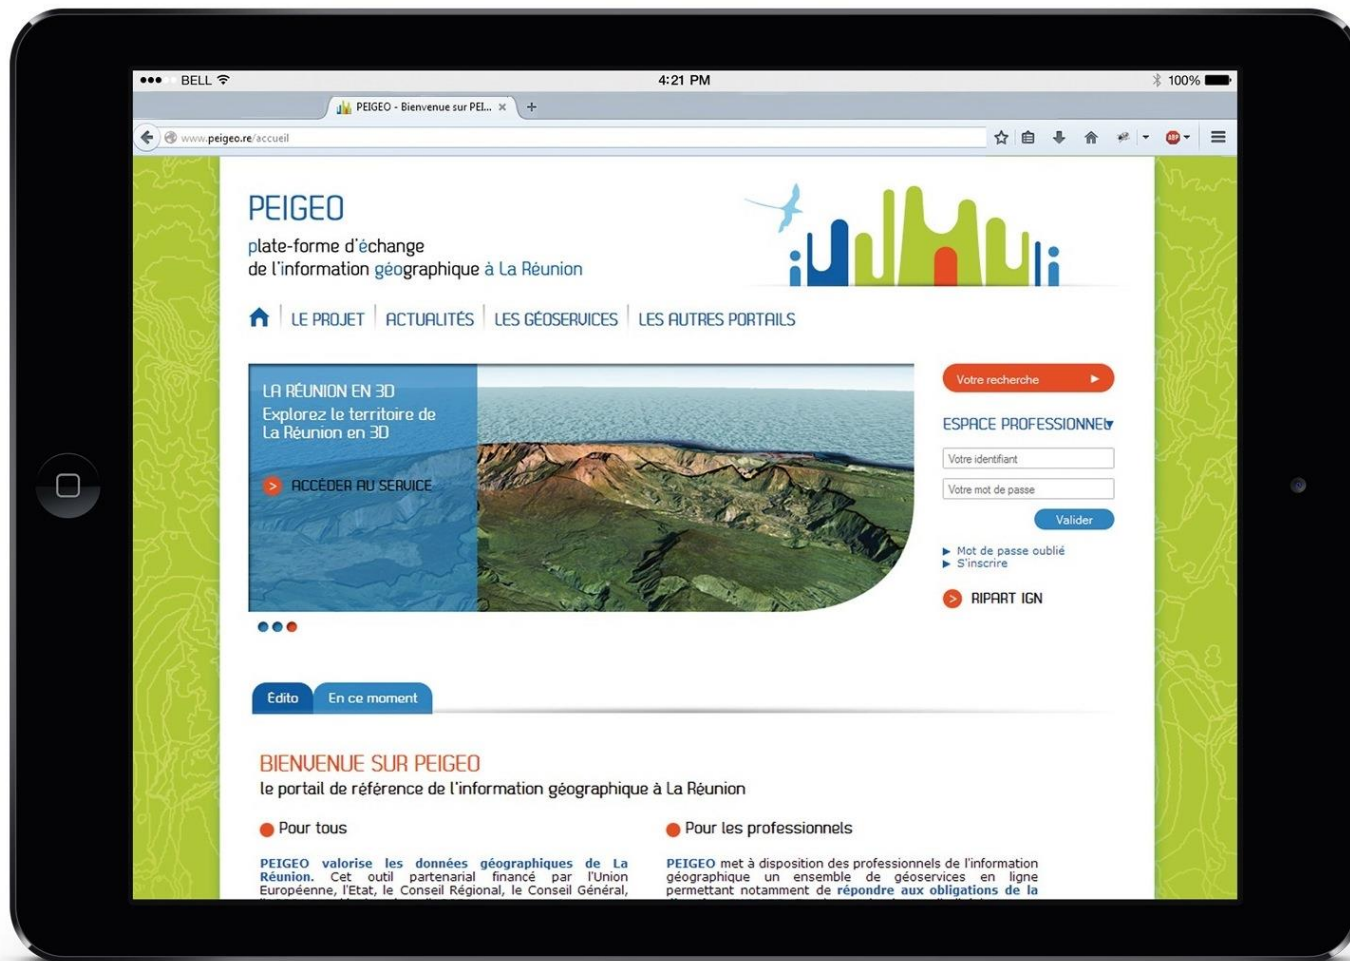 BELL
4:21 PM
100%
PEIGEO - Bienvenue sur PEI...
www.peigeo.re/accueil
ABP
PEIGEO
plate-forme d'échange
de l'information géographique à La Réunion
LE PROJET
ACTUALITÉS
LES GÉOSERVICES
LES AUTRES PORTAILS
LA RÉUNION EN 3D
Explorez le territoire de
La Réunion en 3D
ACCÉDER AU SERVICE
Votre recherche
ESPACE PROFESSIONNEL
Votre identifiant
Votre mot de passe
Valider
Mot de passe oublié
S'inscrire
RIPART IGN
Édito
En ce moment
BIENVENUE SUR PEIGEO
le portail de référence de l'information géographique à La Réunion
Pour tous
PEIGEO valorise les données géographiques de La
Réunion. Cet outil partenarial financé par l'Union
Européenne, l'Etat, le Conseil Régional, le Conseil Général,
Pour les professionnels
PEIGEO met à disposition des professionnels de l'information
géographique un ensemble de géoservices en ligne
permettant notamment de répondre aux obligations de la